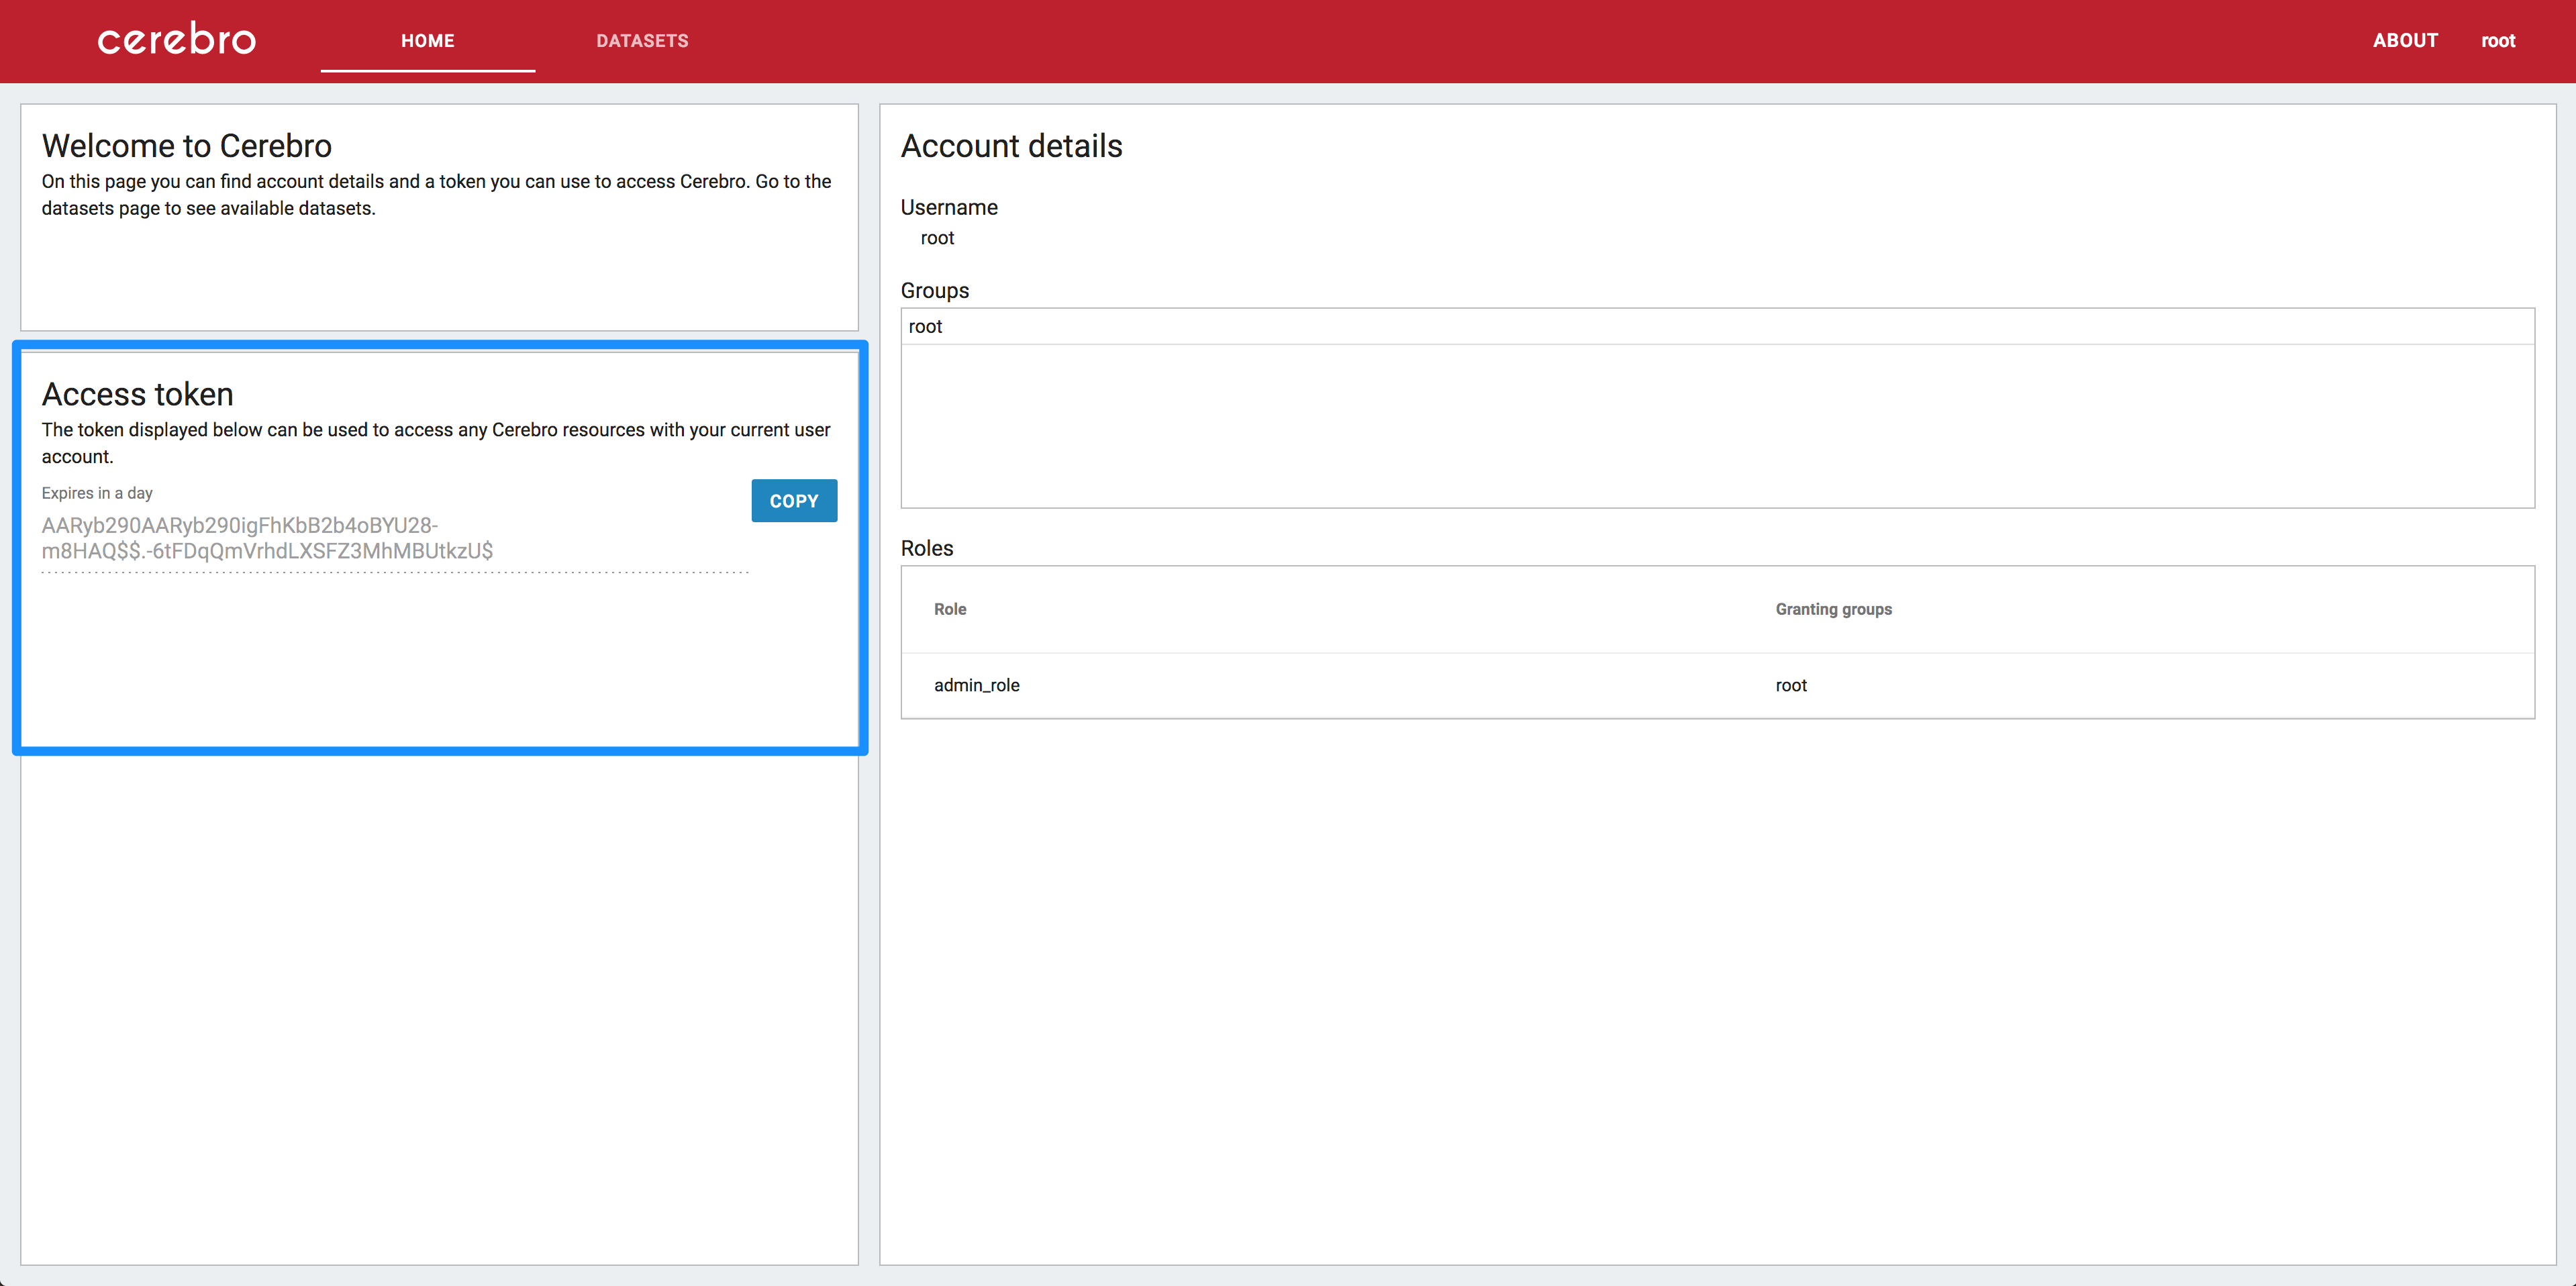 cerebro
HOME
DATASETS
ABOUT
root
Welcome to Cerebro
On this page you can find account details and a token you can use to access Cerebro. Go to the
datasets page to see available datasets.
Access token
The token displayed below can be used to access any Cerebro resources with your current user
account.
Expires in a day
COPY
AARyb290AARyb290igFhKbB2b4oBYU28-
m8HAQ$$.-6tFDqQmVrhdLXSFZ3MhMBUtkzU$
Account details
Username
root
Groups
root
Roles
Role
Granting groups
admin_role
root